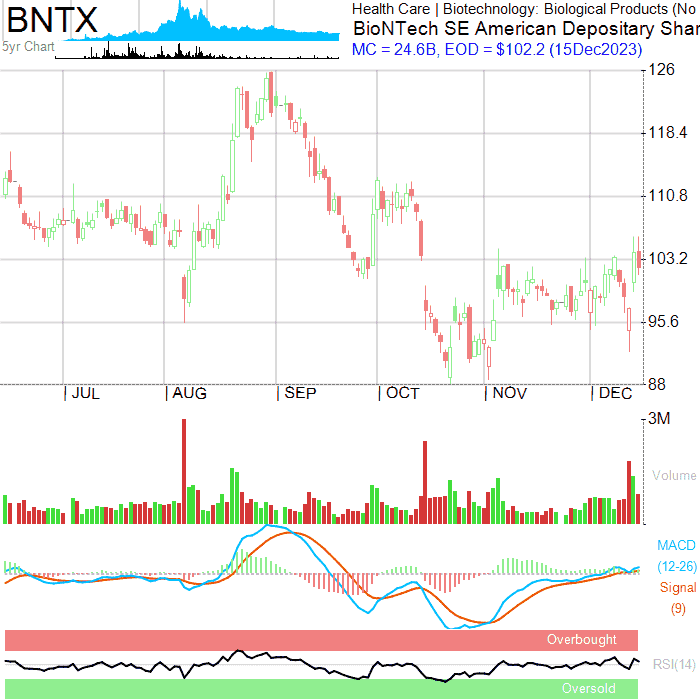 BNTX
5yr Chart
Health Care | Biotechnology: Biological Products (No
BioNTech SE American Depositary Shar
MC = 24.6B, EOD = $102.2 (15Dec2023)
126
118.4
110.8
103.2
95.6
88
| JUL | AUG | SEP | OCT | NOV | DEC
3M
Volume
MACD
(12-26)
Signal
(9)
Overbought
RSI(14)
Oversold